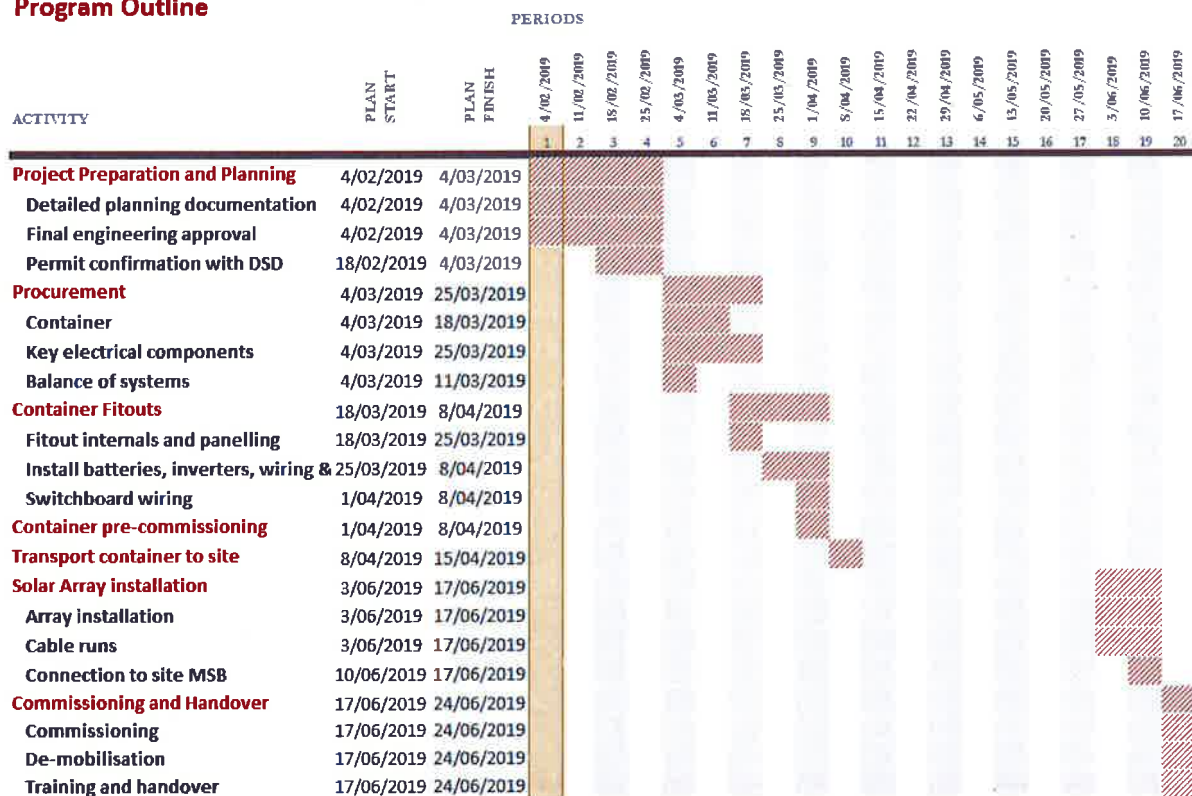 Program Outline
PERIODS
ACTIVITY PLAN START PLAN FINISH 4/02/2019 11/02/2019 18/02/2019 25/02/2019 4/03/2019 11/03/2019 18/03/2019 25/03/2019 1/04/2019 8/04/2019 15/04/2019 22/04/2019 29/04/2019 6/05/2019 13/05/2019 20/05/2019 27/05/2019 3/06/2019 10/06/2019 17/06/2019
1 2 3 4 5 6 7 8 9 10 11 12 13 14 15 16 17 18 19 20
Project Preparation and Planning 4/02/2019 4/03/2019
Detailed planning documentation 4/02/2019 4/03/2019
Final engineering approval 4/02/2019 4/03/2019
Permit confirmation with DSD 18/02/2019 4/03/2019
Procurement 4/03/2019 25/03/2019
Container 4/03/2019 18/03/2019
Key electrical components 4/03/2019 25/03/2019
Balance of systems 4/03/2019 11/03/2019
Container Fitouts 18/03/2019 8/04/2019
Fitout internals and panelling 18/03/2019 25/03/2019
Install batteries, inverters, wiring & 25/03/2019 8/04/2019
Switchboard wiring 1/04/2019 8/04/2019
Container pre-commissioning 1/04/2019 8/04/2019
Transport container to site 8/04/2019 15/04/2019
Solar Array installation 3/06/2019 17/06/2019
Array installation 3/06/2019 17/06/2019
Cable runs 3/06/2019 17/06/2019
Connection to site MSB 10/06/2019 17/06/2019
Commissioning and Handover 17/06/2019 24/06/2019
Commissioning 17/06/2019 24/06/2019
De-mobilisation 17/06/2019 24/06/2019
Training and handover 17/06/2019 24/06/2019